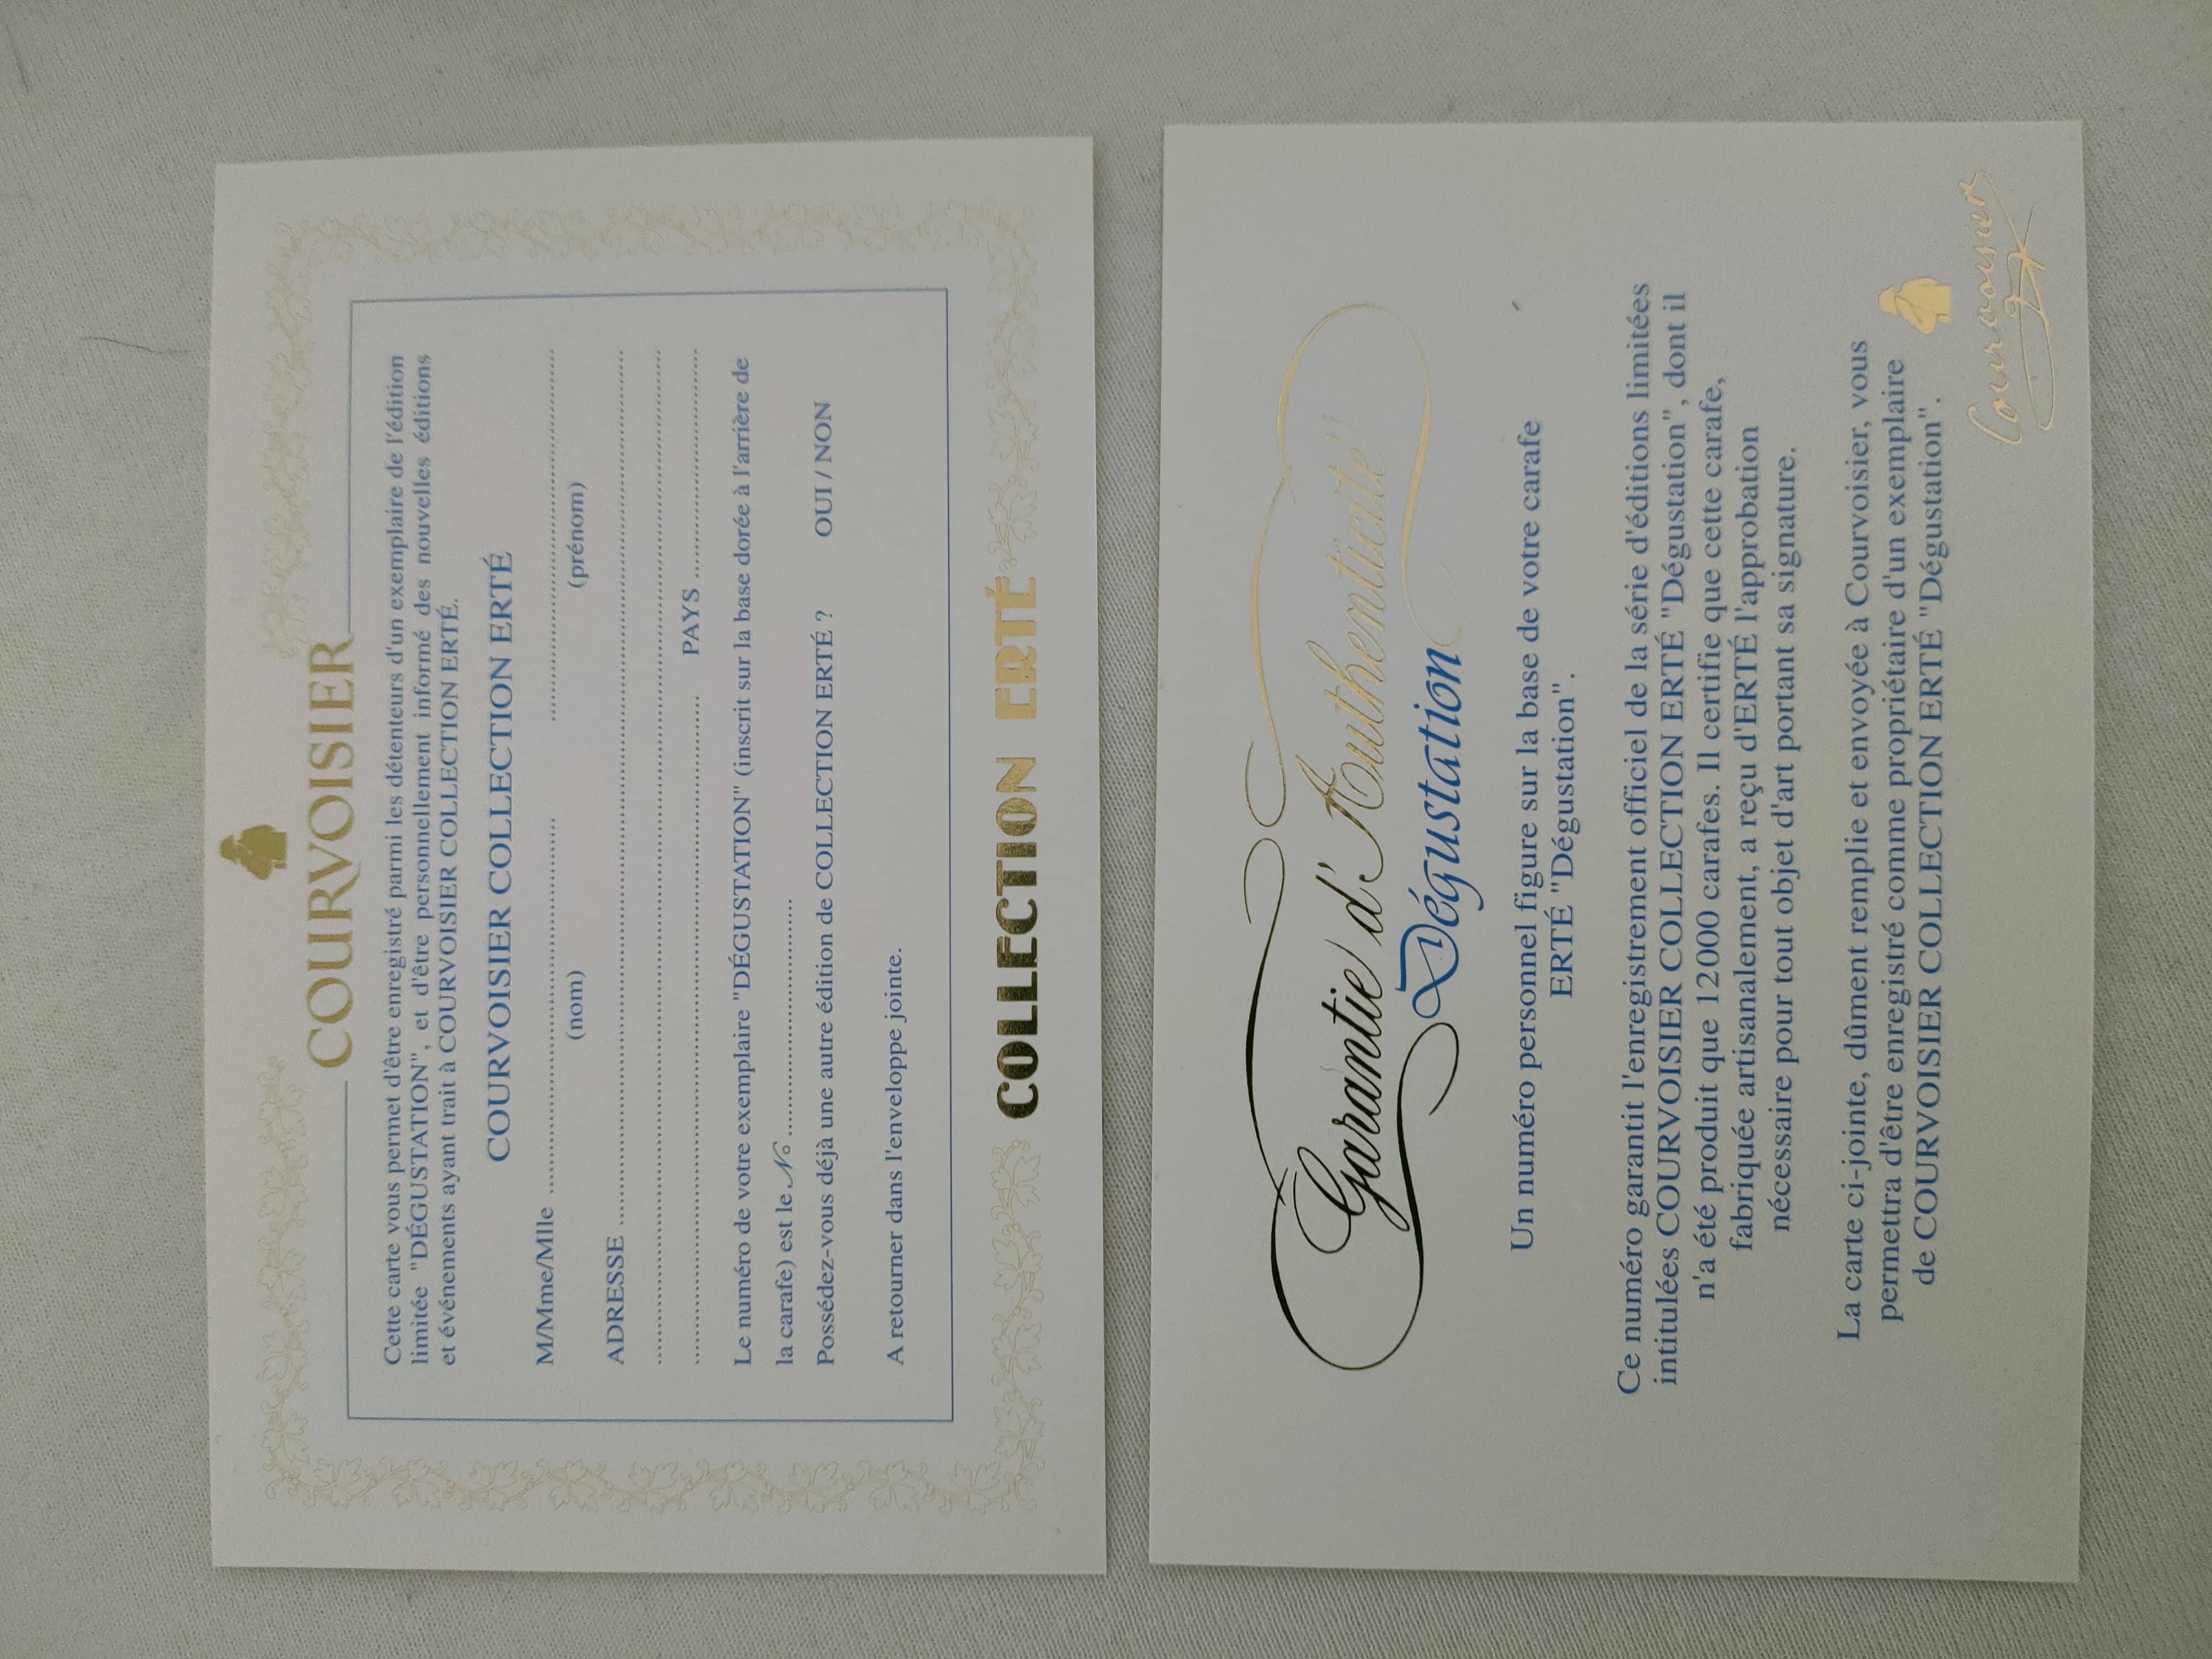 COURVOISIER
Cette carte vous permet d'être enregistré parmi les détenteurs d'un exemplaire de l'édition
limitée "DÉGUSTATION", et d'être personnellement informé des nouvelles éditions
et événements ayant trait à COURVOISIER COLLECTION ERTÉ.
COURVOISIER COLLECTION ERTÉ
M/Mme/Mlle ........................................ ........................................
(nom) (prénom)
ADRESSE ................................................................................
................................................................................
................................................................................ PAYS ........................
Le numéro de votre exemplaire "DÉGUSTATION" (inscrit sur la base dorée à l'arrière de
la carafe) est le No ........................
Possédez-vous déjà une autre édition de COLLECTION ERTÉ ? OUI / NON
A retourner dans l'enveloppe jointe.
COLLECTION ERTÉ
Garantie d'Authenticité
Dégustation
Un numéro personnel figure sur la base de votre carafe
ERTÉ "Dégustation".
Ce numéro garantit l'enregistrement officiel de la série d'éditions limitées
intitulées COURVOISIER COLLECTION ERTÉ "Dégustation", dont il
n'a été produit que 12000 carafes. Il certifie que cette carafe,
fabriquée artisanalement, a reçu d'ERTÉ l'approbation
nécessaire pour tout objet d'art portant sa signature.
La carte ci-jointe, dûment remplie et envoyée à Courvoisier, vous
permettra d'être enregistré comme propriétaire d'un exemplaire
de COURVOISIER COLLECTION ERTÉ "Dégustation".
Courvoisier